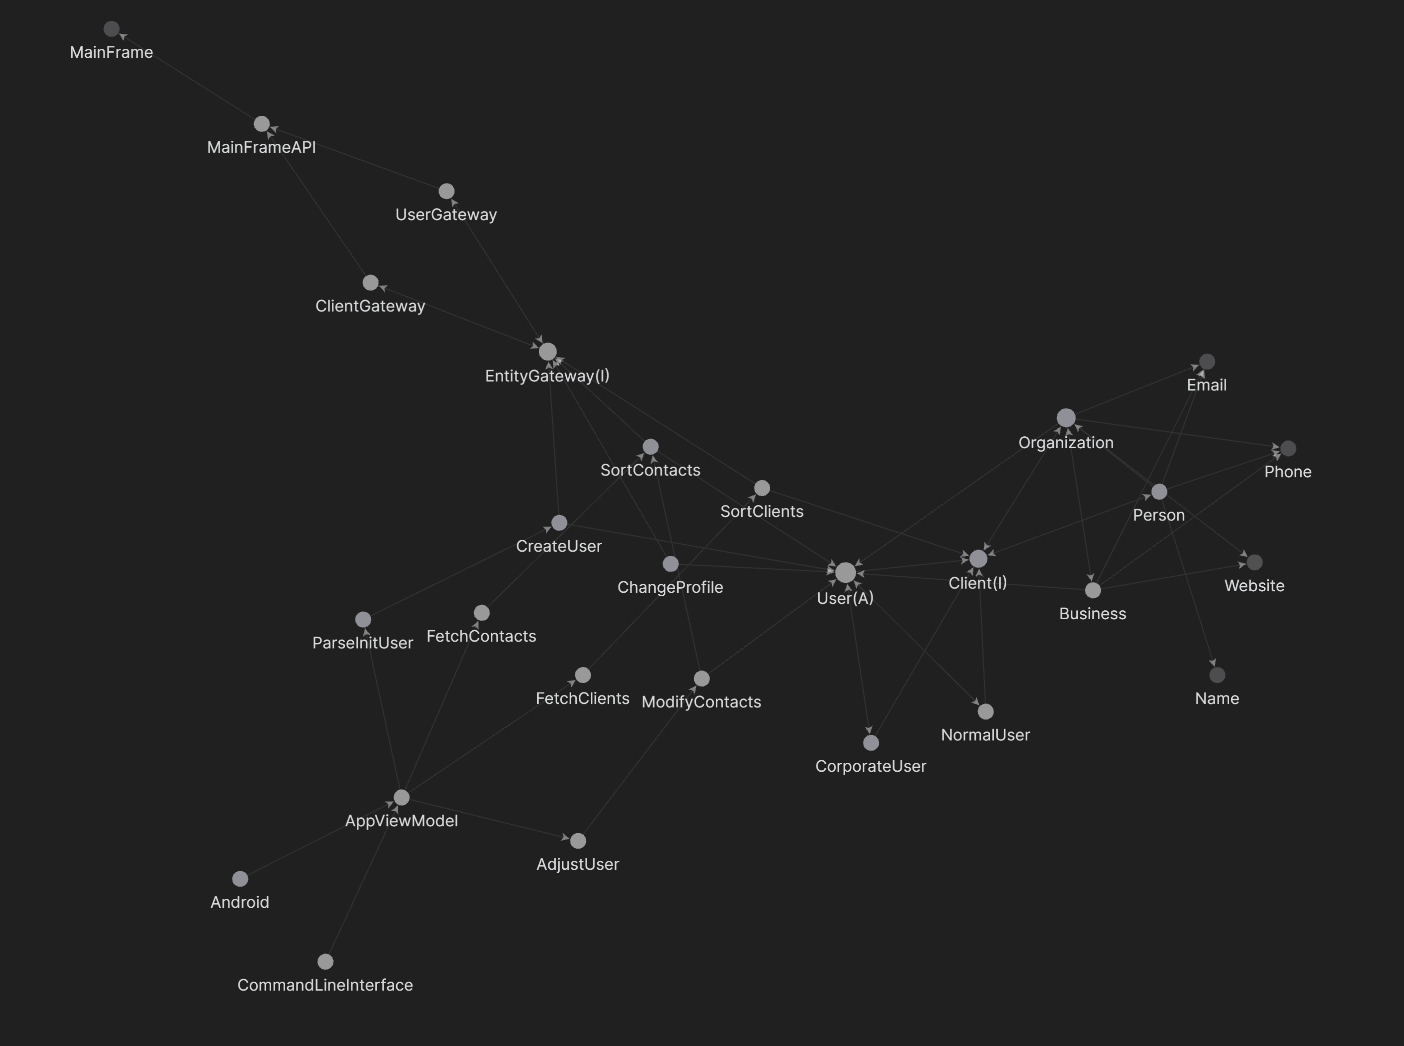 MainFrame
MainFrameAPI
UserGateway
ClientGateway
EntityGateway(I)
Email
Organization
Phone
SortContacts
SortClients
Person
CreateUser
ChangeProfile
User(A)
Client(I)
Website
Business
ParseInitUser
FetchContacts
FetchClients
ModifyContacts
Name
NormalUser
CorporateUser
AppViewModel
AdjustUser
Android
CommandLineInterface